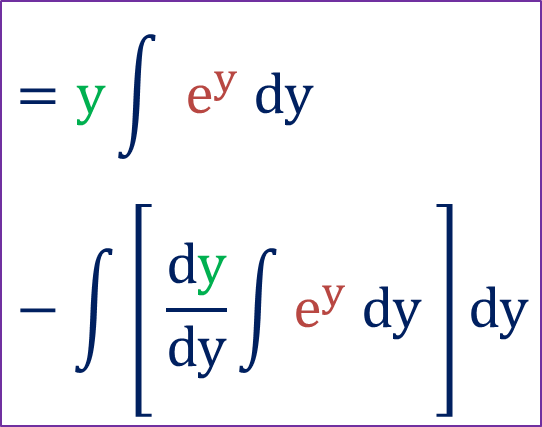 = y ∫ e^y dy
− ∫ [ dy/dy ∫ e^y dy ] dy